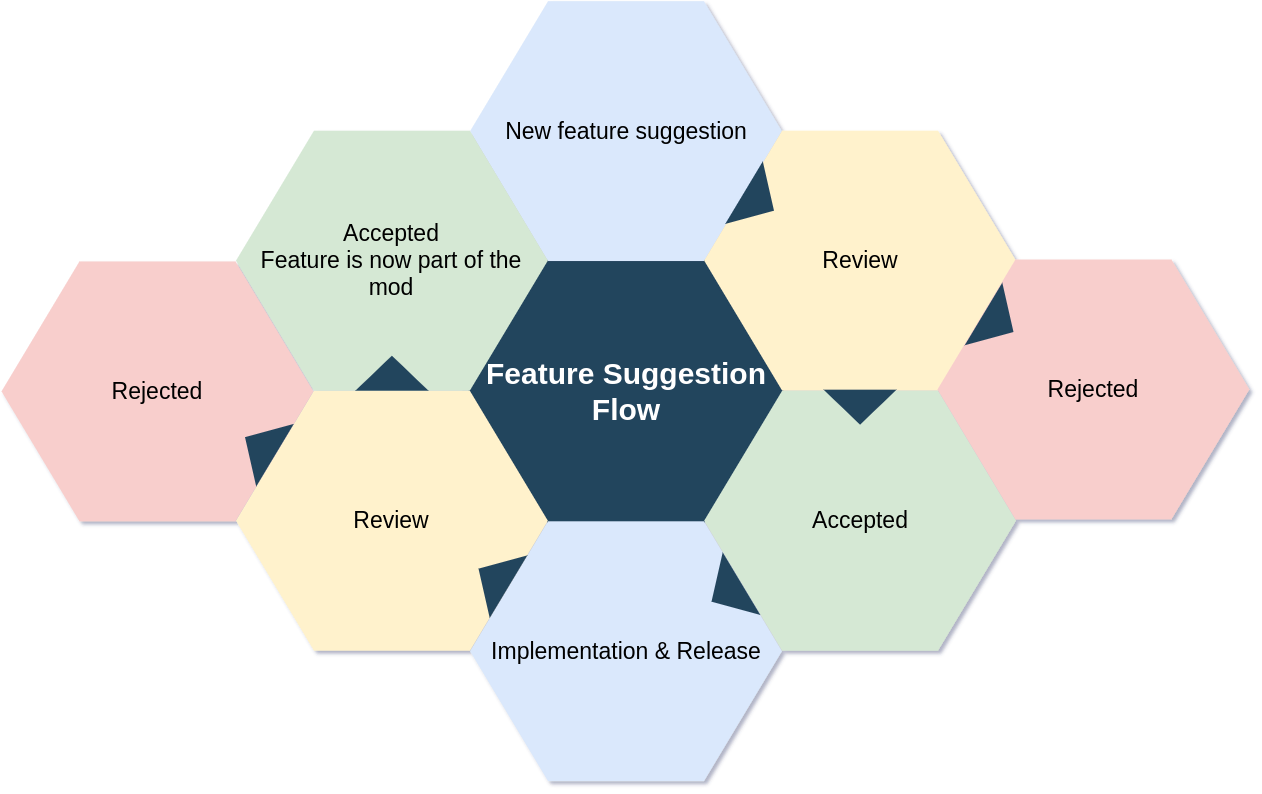 New feature suggestion
Accepted
Feature is now part of the
mod
Review
Rejected
Feature Suggestion
Flow
Rejected
Review
Accepted
Implementation & Release